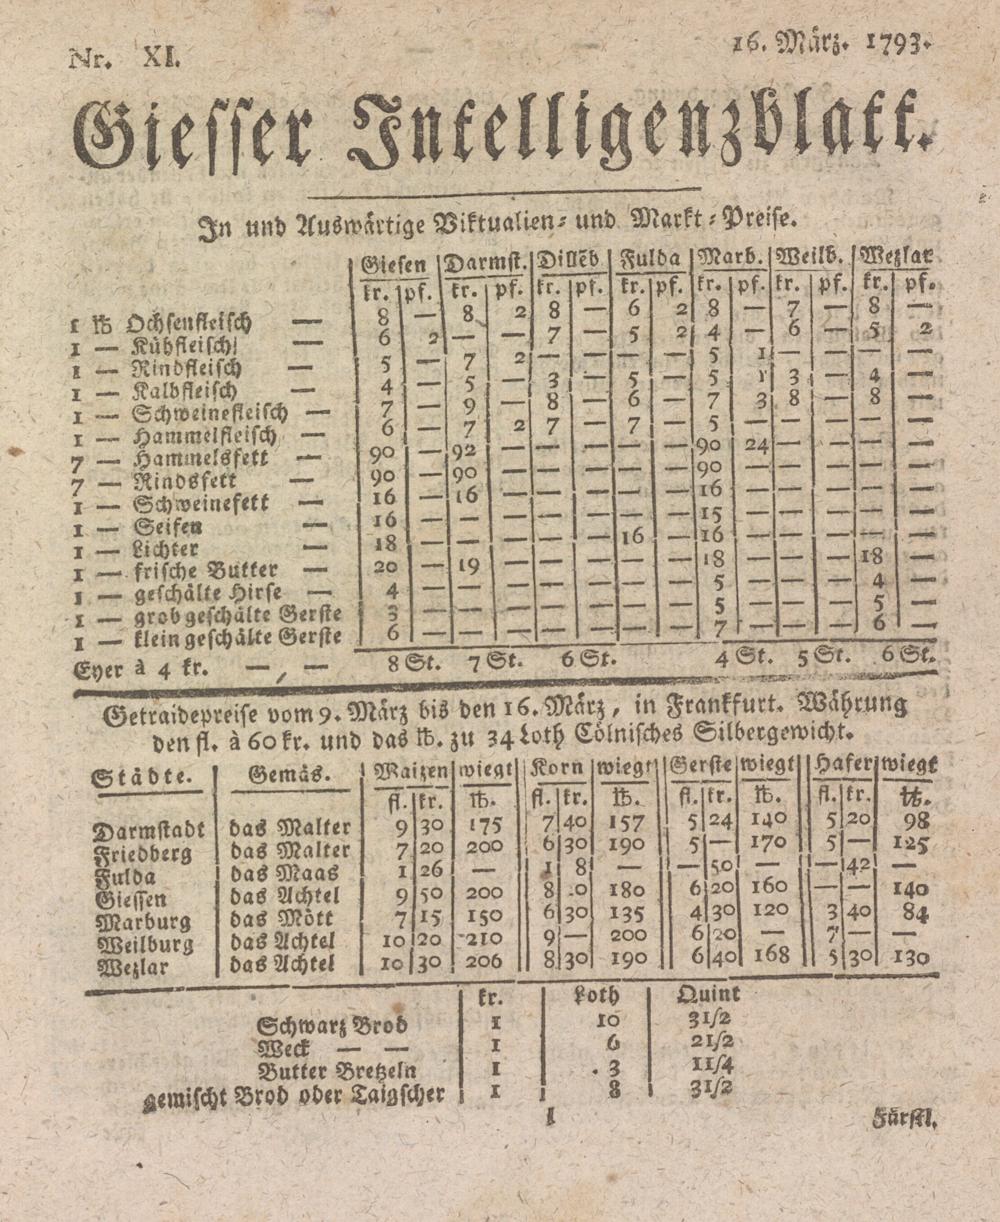 Nr. XI. 16. März. 1793.
Giesser Intelligenzblatt.
In und Auswärtige Viktualien- und Markt-Preise.
Giesen Darmst. Dillēb Fulda Marb. Weilb. Wezlar
kr. pf. kr. pf. kr. pf. kr. pf. kr. pf. kr. pf. kr. pf.
1 ℔ Ochsenfleisch — 8 — 8 2 8 — 6 2 8 — 7 — 8 —
1 — Kühfleisch — 6 2 — — 7 — 5 2 4 — 6 — 5 2
1 — Rindfleisch — 5 — 7 2 — — — — 5 1 — — — —
1 — Kalbfleisch — 4 — 5 — 3 — 5 — 5 1 3 — 4 —
1 — Schweinefleisch — 7 — 9 — 8 — 6 — 7 3 8 — 8 —
1 — Hammelfleisch — 6 — 7 2 7 — 7 — 5 — — — — —
7 — Hammelsfett — 90 — 92 — — — — — 90 24 — — — —
7 — Rindsfett — 90 — 90 — — — — — 90 — — — — —
1 — Schweinefett — 16 — 16 — — — — — 16 — — — — —
1 — Seifen — 16 — — — — — — — 15 — — — — —
1 — Lichter — 18 — — — — — 16 — 16 — — — — —
1 — frische Butter — 20 — 19 — — — — — 18 — — — 18 —
1 — geschälte Hirse — 4 — — — — — — — 5 — — — 4 —
1 — grob geschälte Gerste 3 — — — — — — — 5 — — — 5 —
1 — klein geschälte Gerste 6 — — — — — — — 7 — — — 6 —
Eyer à 4 kr. — , — 8 St. 7 St. 6 St. 4 St. 5 St. 6 St.
Getraidepreise vom 9. März bis den 16. März, in Frankfurt. Währung
den fl. à 60 kr. und das ℔. zu 34 Loth Cölnisches Silbergewicht.
Städte. Gemäs. Waizen wiegt Korn wiegt Gerste wiegt Hafer wiegt
fl. kr. ℔. fl. kr. ℔. fl. kr. ℔. fl. kr. ℔.
Darmstadt das Malter 9 30 175 7 40 157 5 24 140 5 20 98
Friedberg das Malter 7 20 200 6 30 190 5 — 170 5 — 125
Fulda das Maas 1 26 — 1 8 — — 50 — — 42 —
Giessen das Achtel 9 50 200 8 .0 180 6 20 160 — — 140
Marburg das Mött 7 15 150 6 30 135 4 30 120 3 40 84
Weilburg das Achtel 10 20 210 9 — 200 6 20 — 7 — —
Wezlar das Achtel 10 30 206 8 30 190 6 40 168 5 30 130
kr. Loth Quint
Schwarz Brod 1 10 3 1/2
Weck — — 1 6 2 1/2
Butter Bretzeln 1 3 1 1/4
gemischt Brod oder Taigscher 1 8 3 1/2
1 Fürstl.